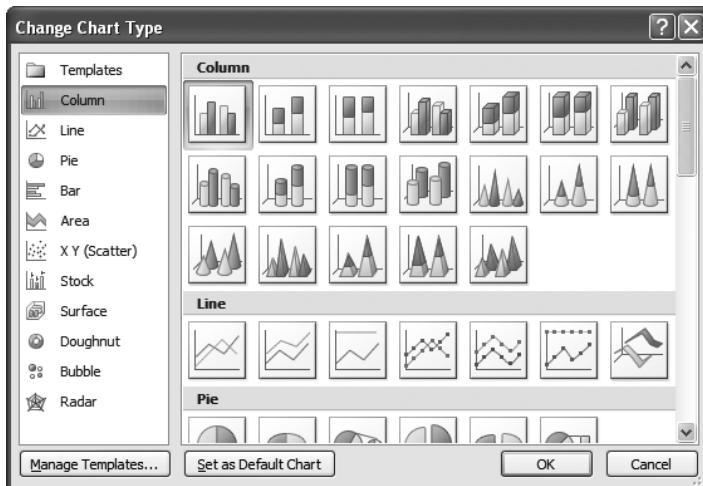 Change Chart Type
Templates
Column
Line
Pie
Bar
Area
X Y (Scatter)
Stock
Surface
Doughnut
Bubble
Radar
Column
Line
Pie
Manage Templates...
Set as Default Chart
OK
Cancel